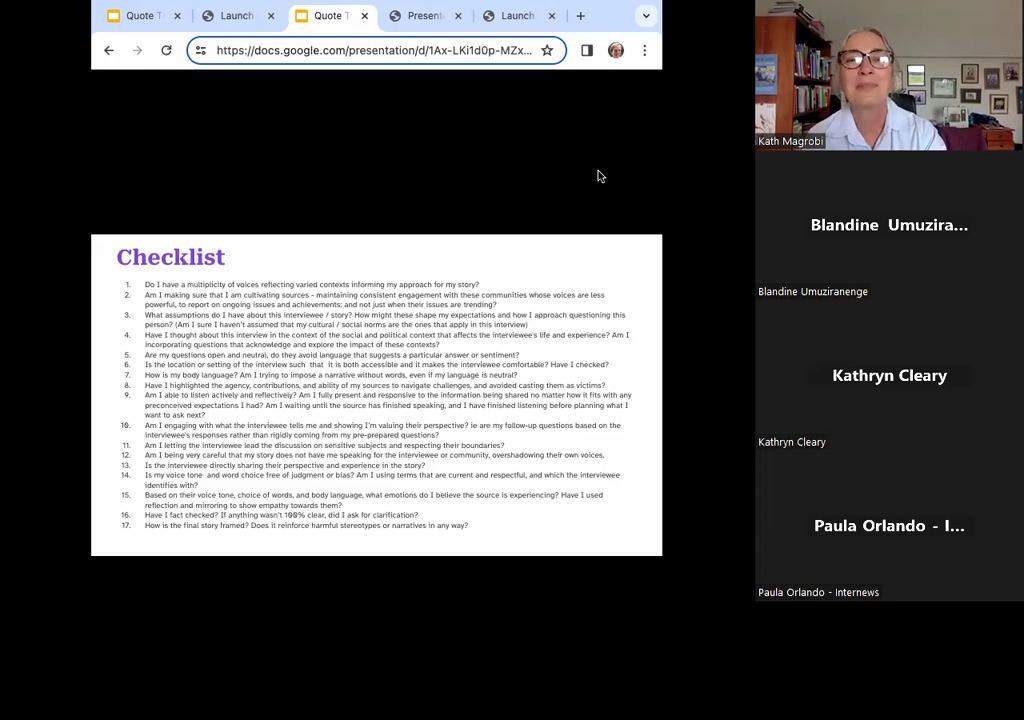 Quote T
Launch
Quote T
Present
Launch
https://docs.google.com/presentation/d/1Ax-LKi1d0p-MZx...
Checklist
1. Do I have a multiplicity of voices reflecting varied contexts informing my approach for my story?
2. Am I making sure that I am cultivating sources - maintaining consistent engagement with these communities whose voices are less
powerful, to report on ongoing issues and achievements: and not just when their issues are trending?
3. What assumptions do I have about this interviewee / story? How might these shape my expectations and how I approach questioning this
person? (Am I sure I haven't assumed that my cultural / social norms are the ones that apply in this interview)
4. Have I thought about this interview in the context of the social and political context that affects the interviewee's life and experience? Am I
incorporating questions that acknowledge and explore the impact of these contexts?
5. Are my questions open and neutral, do they avoid language that suggests a particular answer or sentiment?
6. Is the location or setting of the interview such that it is both accessible and it makes the interviewee comfortable? Have I checked?
7. How is my body language? Am I trying to impose a narrative without words, even if my language is neutral?
8. Have I highlighted the agency, contributions, and ability of my sources to navigate challenges, and avoided casting them as victims?
9. Am I able to listen actively and reflectively? Am I fully present and responsive to the information being shared no matter how it fits with any
preconceived expectations I had? Am I waiting until the source has finished speaking, and I have finished listening before planning what I
want to ask next?
10. Am I engaging with what the interviewee tells me and showing I'm valuing their perspective? ie are my follow-up questions based on the
interviewee's responses rather than rigidly coming from my pre-prepared questions?
11. Am I letting the interviewee lead the discussion on sensitive subjects and respecting their boundaries?
12. Am I being very careful that my story does not have me speaking for the interviewee or community, overshadowing their own voices.
13. Is the interviewee directly sharing their perspective and experience in the story?
14. Is my voice tone and word choice free of judgment or bias? Am I using terms that are current and respectful, and which the interviewee
identifies with?
15. Based on their voice tone, choice of words, and body language, what emotions do I believe the source is experiencing? Have I used
reflection and mirroring to show empathy towards them?
16. Have I fact checked? If anything wasn't 100% clear, did I ask for clarification?
17. How is the final story framed? Does it reinforce harmful stereotypes or narratives in any way?
Kath Magrobi
Blandine Umuzira...
Blandine Umuziranenge
Kathryn Cleary
Kathryn Cleary
Paula Orlando - I...
Paula Orlando - Internews